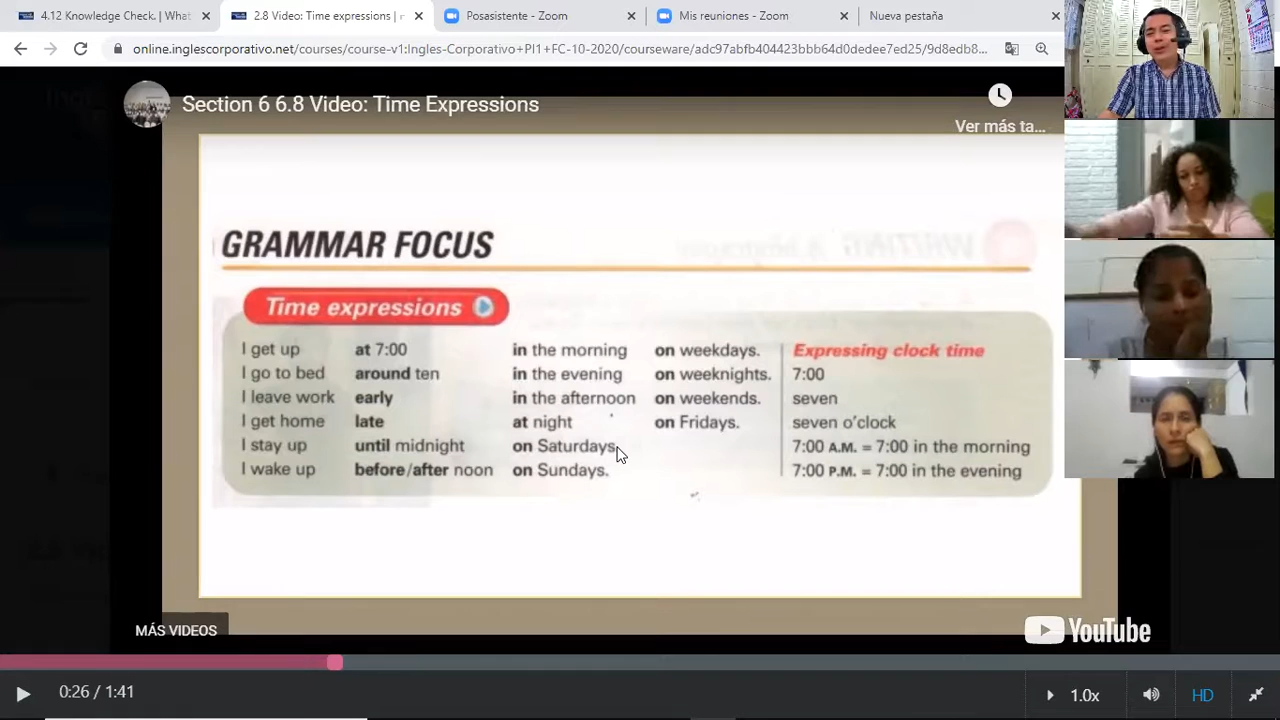 4.12 Knowledge Check. | What
2.8 Video: Time expressions |
osasistente - Zoom
Mis reuniones - Zoom
Nueva pestaña
online.inglescorporativo.net/courses/course-v1:Ingles-Corporativo+PI1+FC-10-2020/courseware/
Section 6 6.8 Video: Time Expressions
Ver más ta...
GRAMMAR FOCUS
Time expressions
I get up at 7:00 in the morning on weekdays. Expressing clock time
I go to bed around ten in the evening on weeknights. 7:00
I leave work early in the afternoon on weekends. seven
I get home late at night on Fridays. seven o'clock
I stay up until midnight on Saturdays. 7:00 A.M. = 7:00 in the morning
I wake up before/after noon on Sundays. 7:00 P.M. = 7:00 in the evening
MÁS VIDEOS
YouTube
0:26 / 1:41
1.0x
HD